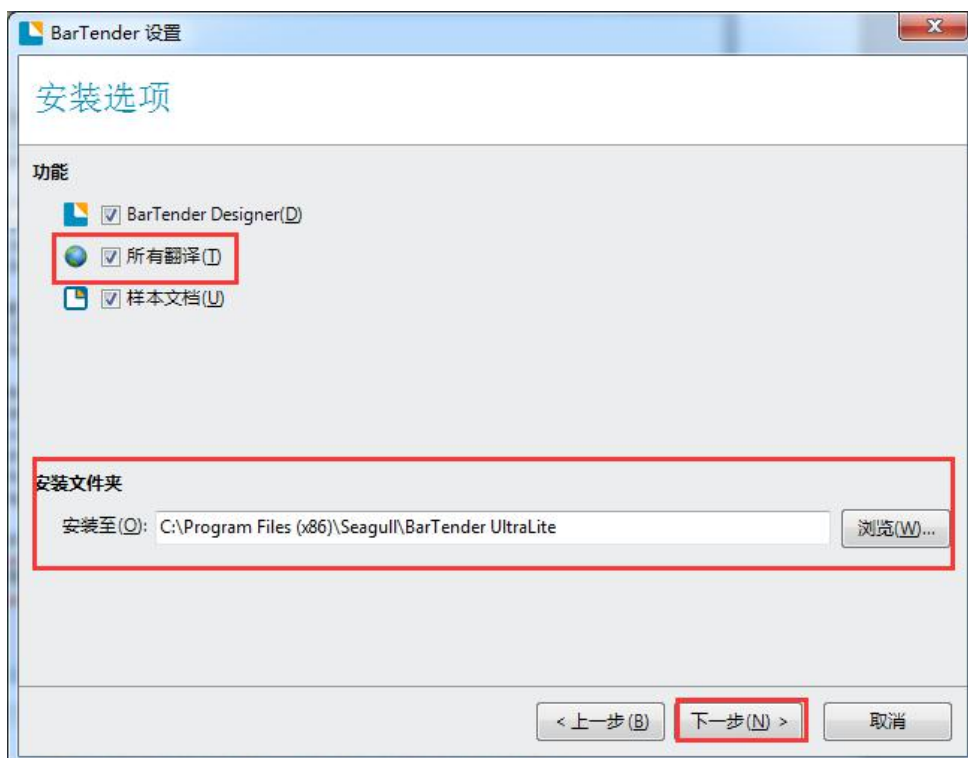 BarTender 设置
安装选项
功能
BarTender Designer(D)
所有翻译(T)
样本文档(U)
安装文件夹
安装至(O): C:\Program Files (x86)\Seagull\BarTender UltraLite 浏览(W)...
< 上一步(B) 下一步(N) > 取消